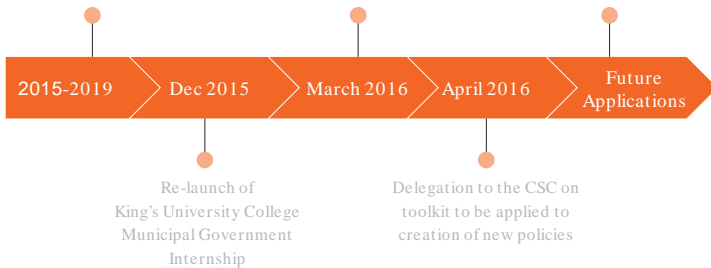 2015-2019
Dec 2015
March 2016
April 2016
Future
Applications
Re-launch of
King's University College
Municipal Government
Internship
Delegation to the CSC on
toolkit to be applied to
creation of new policies